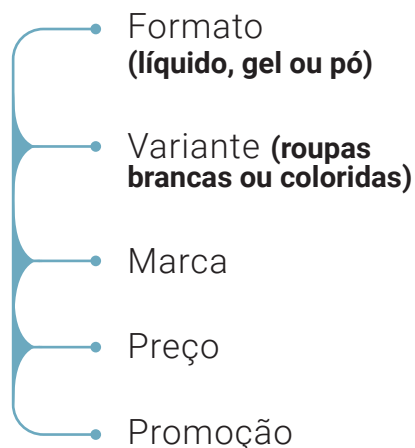 Formato
(líquido, gel ou pó)
Variante (roupas
brancas ou coloridas)
Marca
Preço
Promoção